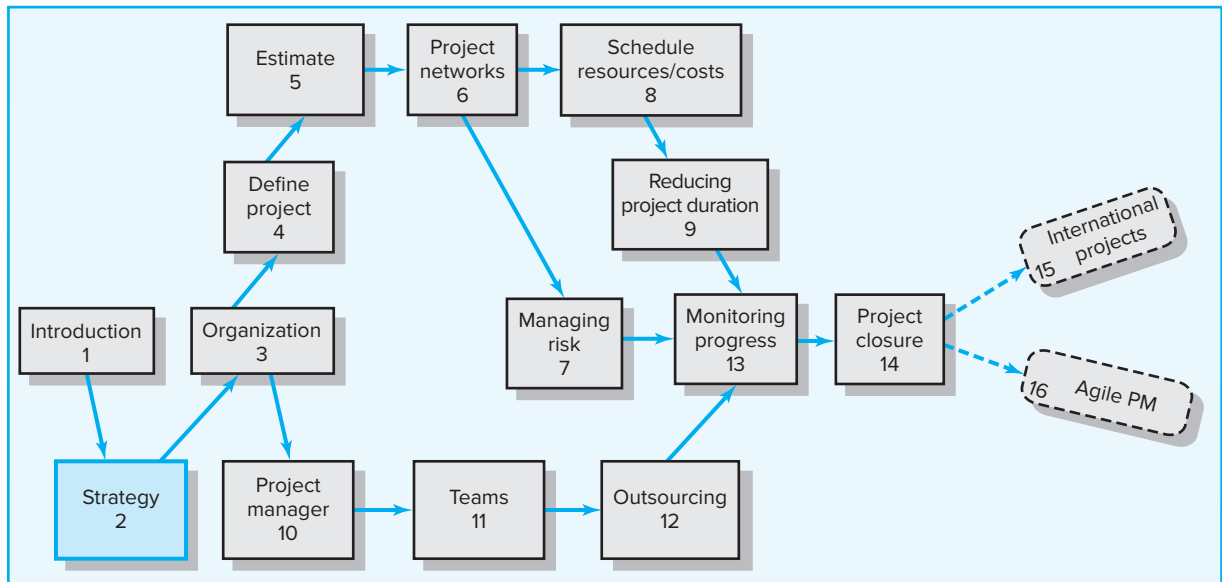 Estimate
5
Project
networks
6
Schedule
resources/costs
8
Define
project
4
Reducing
project duration
9
International
projects
15
Introduction
1
Organization
3
Managing
risk
7
Monitoring
progress
13
Project
closure
14
16
Agile PM
Strategy
2
Project
manager
10
Teams
11
Outsourcing
12